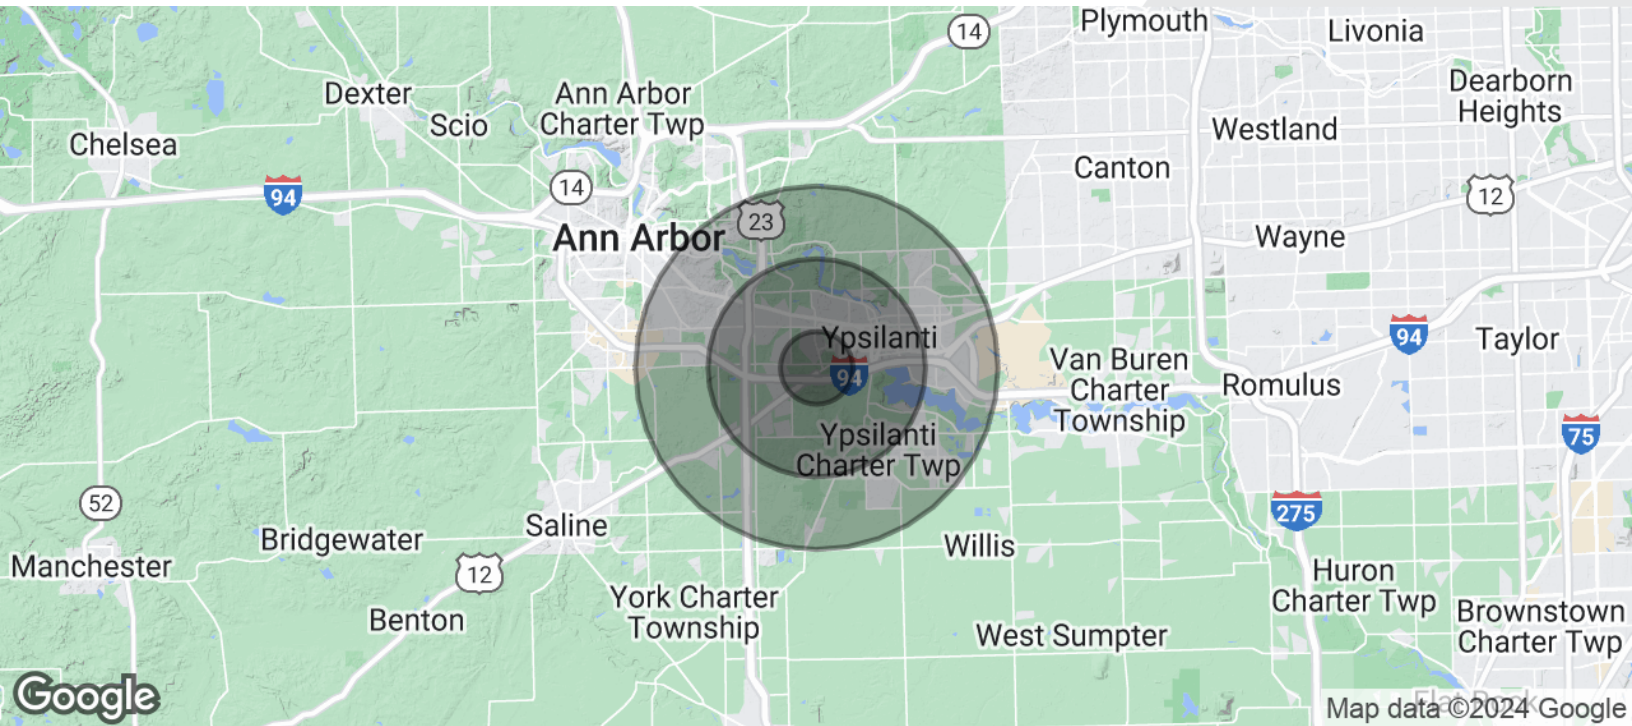 Plymouth
Livonia
14
Dexter
Ann Arbor
Charter Twp
Dearborn
Heights
Scio
Westland
Chelsea
Canton
14
94
12
23
Ann Arbor
Wayne
Ypsilanti
94
Taylor
Van Buren
Charter
Township
94
Romulus
Ypsilanti
Charter Twp
75
52
275
Saline
Bridgewater
Willis
Manchester
12
Huron
Charter Twp
York Charter
Township
Benton
Brownstown
Charter Twp
West Sumpter
Google
Flat Rock
Map data ©2024 Google